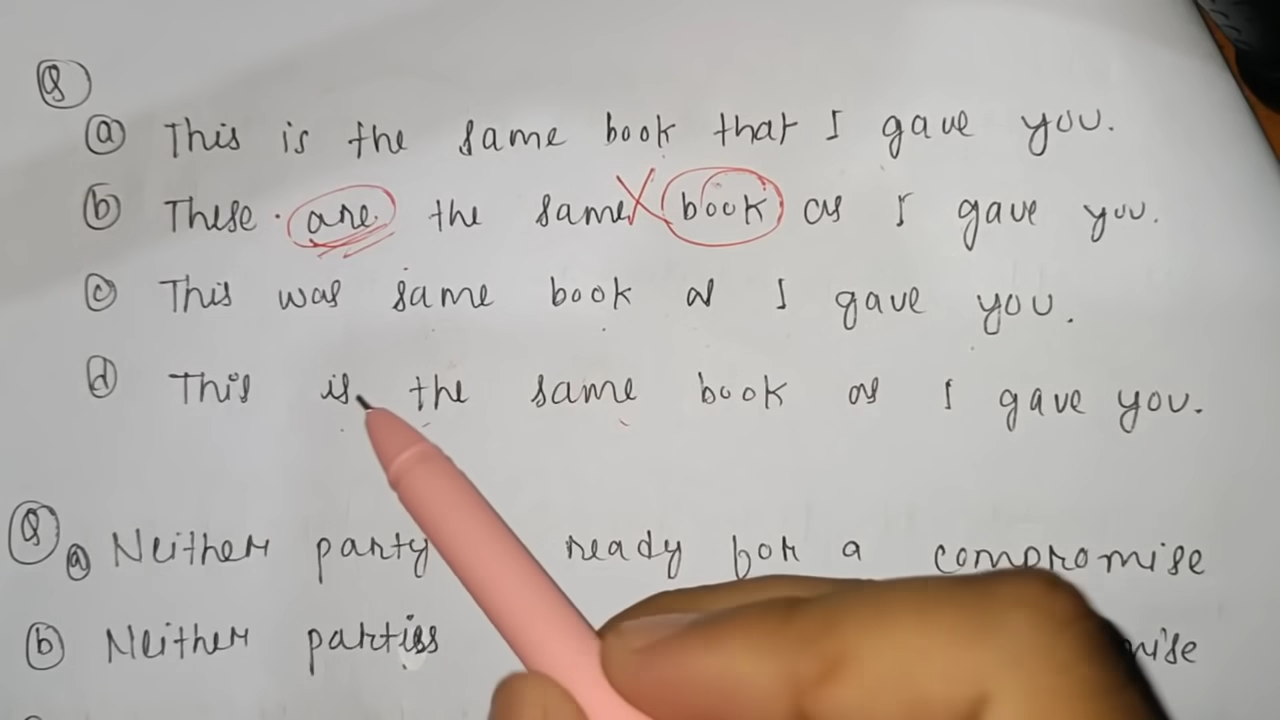 Q
(a) This is the same book that I gave you.
(b) These are the same book as I gave you.
(c) This was same book as I gave you.
(d) This is the same book as I gave you.
Q
(a) Neither party ready for a compromise
(b) Neither parties